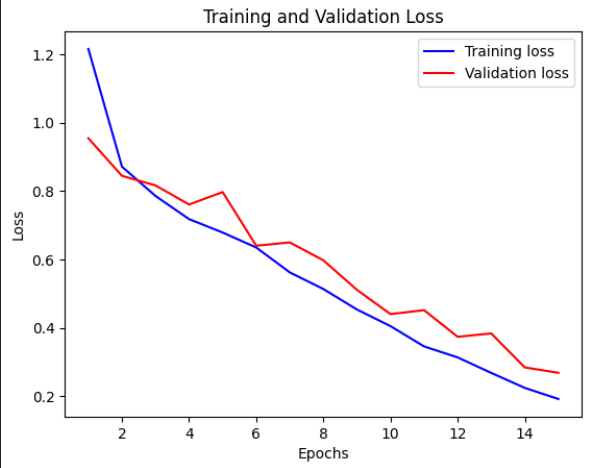 Training and Validation Loss
Training loss
Validation loss
Loss
1.2
1.0
0.8
0.6
0.4
0.2
2 4 6 8 10 12 14
Epochs